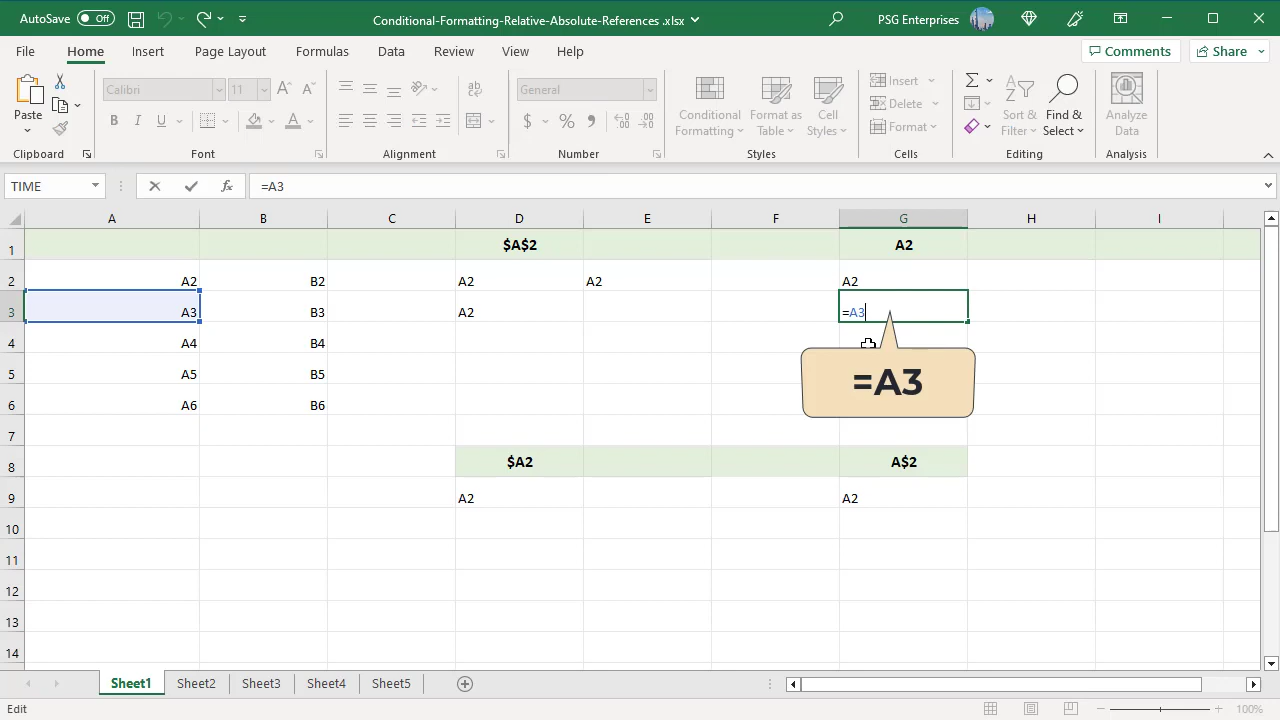 AutoSave Off Conditional-Formatting-Relative-Absolute-References .xlsx PSG Enterprises
File Home Insert Page Layout Formulas Data Review View Help Comments Share
Paste Calibri 11 A A General Conditional Formatting Format as Table Cell Styles Insert Delete Format Sort & Filter Find & Select Analyze Data
B I U A $ % 9
Clipboard Font Alignment Number Styles Cells Editing Analysis
TIME fx =A3
A B C D E F G H I
1 $A$2 A2
2 A2 B2 A2 A2 A2
3 A3 B3 A2 =A3
4 A4 B4
5 A5 B5
=A3
6 A6 B6
7
8 $A2 A$2
9 A2 A2
10
11
12
13
14
Sheet1 Sheet2 Sheet3 Sheet4 Sheet5
Edit 100%